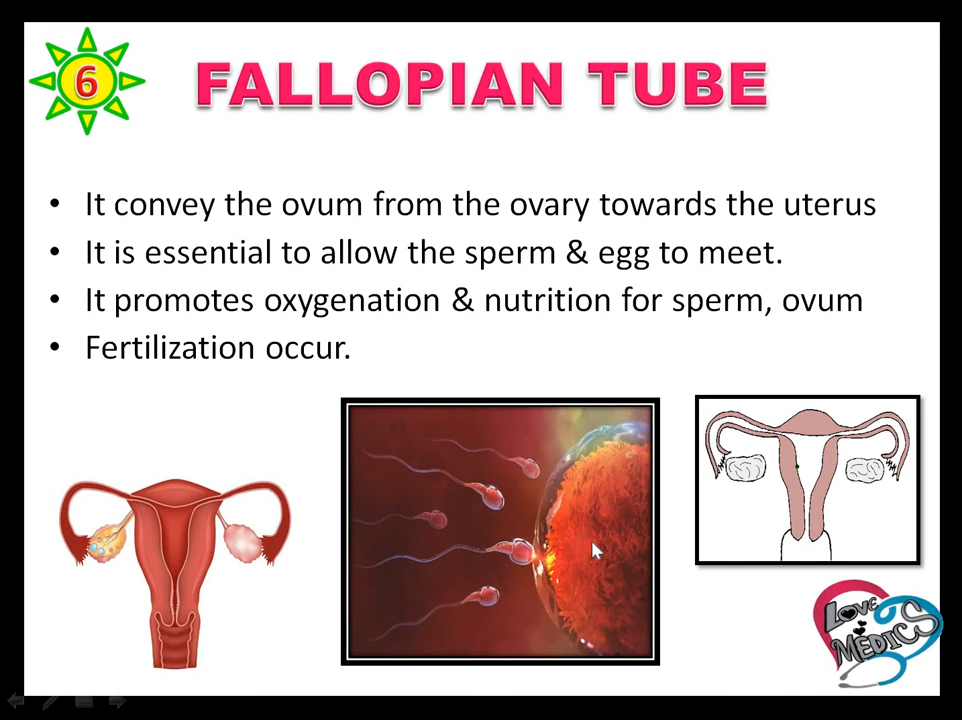 6
FALLOPIAN TUBE
• It convey the ovum from the ovary towards the uterus
• It is essential to allow the sperm & egg to meet.
• It promotes oxygenation & nutrition for sperm, ovum
• Fertilization occur.
LOVE
MEDICS